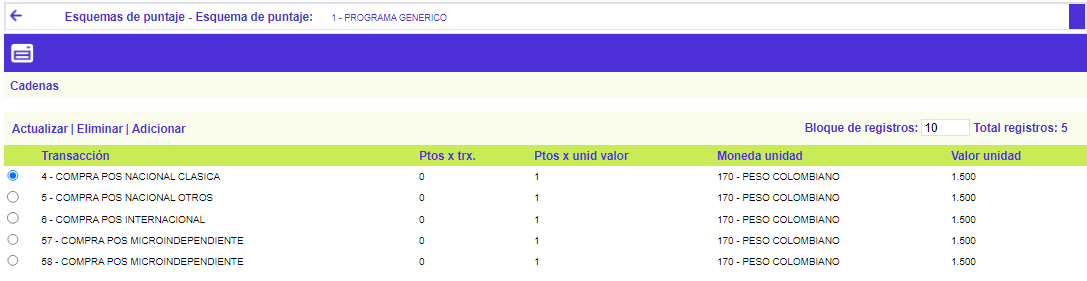 Esquemas de puntaje - Esquema de puntaje: 1 - PROGRAMA GENERICO
Cadenas
Actualizar | Eliminar | Adicionar Bloque de registros: 10 Total registros: 5
Transacción Ptos x trx. Ptos x unid valor Moneda unidad Valor unidad
4 - COMPRA POS NACIONAL CLASICA 0 1 170 - PESO COLOMBIANO 1.500
5 - COMPRA POS NACIONAL OTROS 0 1 170 - PESO COLOMBIANO 1.500
6 - COMPRA POS INTERNACIONAL 0 1 170 - PESO COLOMBIANO 1.500
57 - COMPRA POS MICROINDEPENDIENTE 0 1 170 - PESO COLOMBIANO 1.500
58 - COMPRA POS MICROINDEPENDIENTE 0 1 170 - PESO COLOMBIANO 1.500